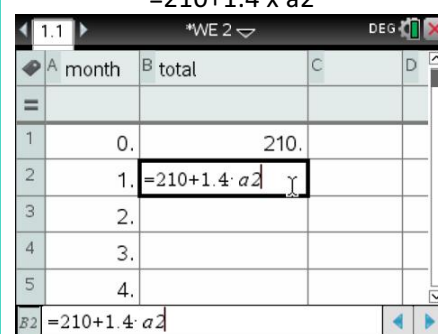 =210+1.4 x a2
1.1 *WE 2 DEG
A month B total C D
=
1 0. 210.
2 1. =210+1.4· a2
3 2.
4 3.
5 4.
B2 =210+1.4· a2